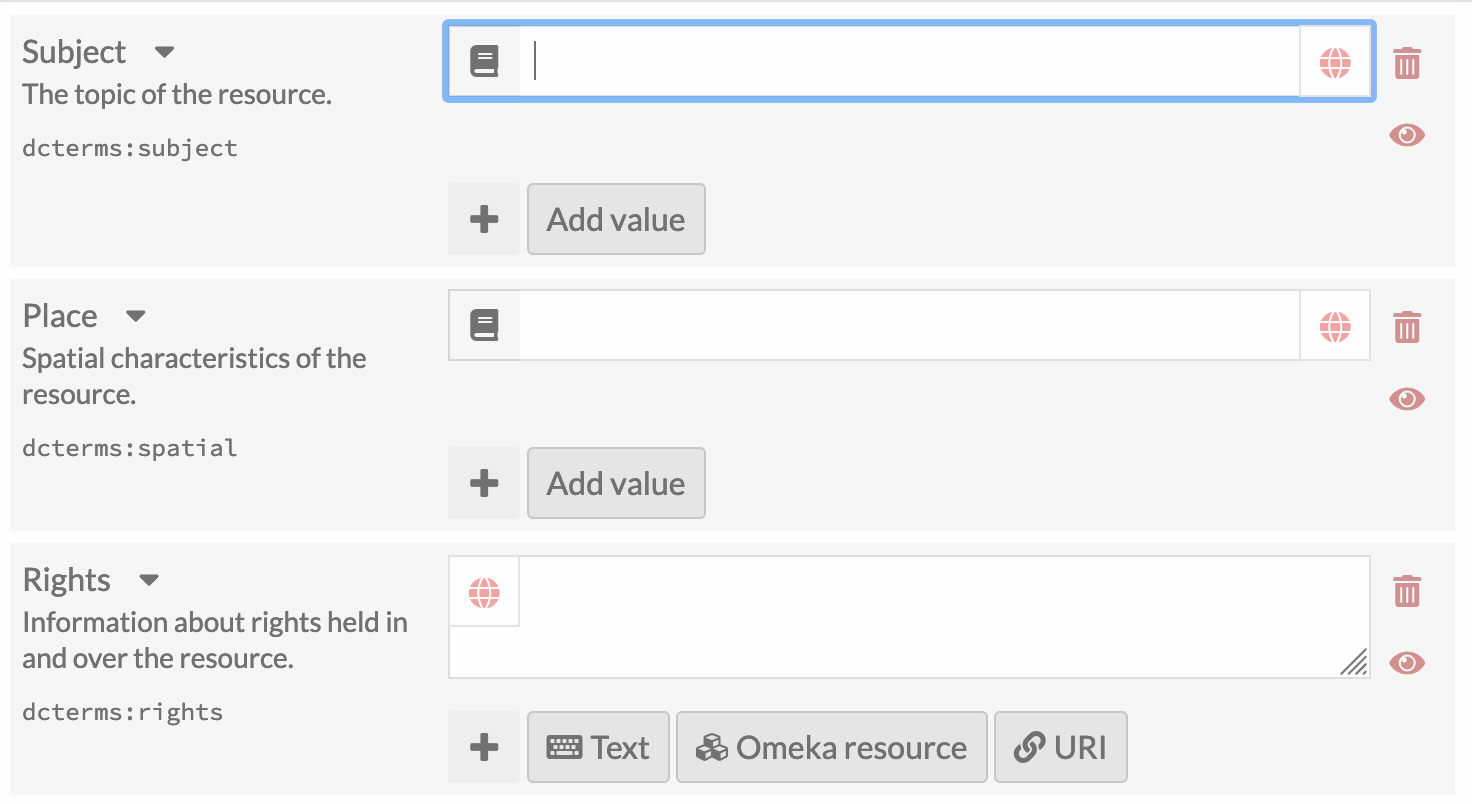 Subject
The topic of the resource.
dcterms:subject
Add value
Place
Spatial characteristics of the
resource.
dcterms:spatial
Add value
Rights
Information about rights held in
and over the resource.
dcterms:rights
Text Omeka resource URI